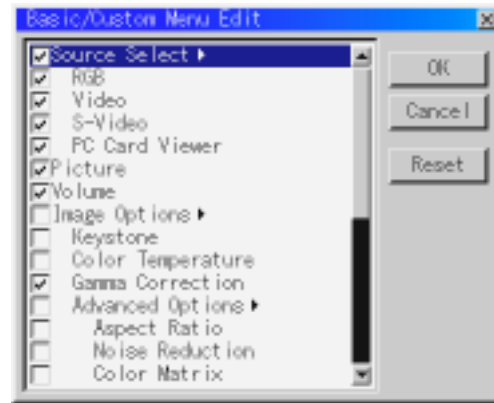 Basic/Custom Menu Edit
Source Select
RGB
Video
S-Video
PC Card Viewer
Picture
Volume
Image Options
Keystone
Color Temperature
Gamma Correction
Advanced Options
Aspect Ratio
Noise Reduction
Color Matrix
OK
Cancel
Reset